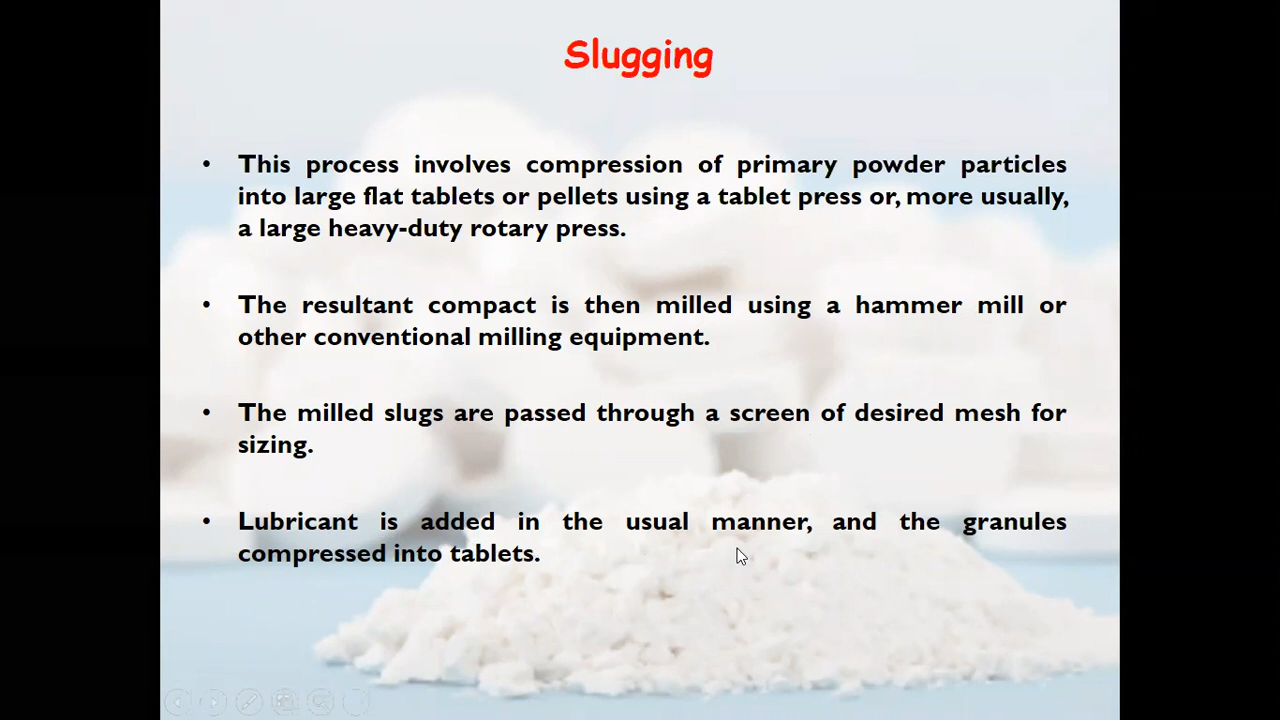 Slugging
• This process involves compression of primary powder particles
into large flat tablets or pellets using a tablet press or, more usually,
a large heavy-duty rotary press.
• The resultant compact is then milled using a hammer mill or
other conventional milling equipment.
• The milled slugs are passed through a screen of desired mesh for
sizing.
• Lubricant is added in the usual manner, and the granules
compressed into tablets.